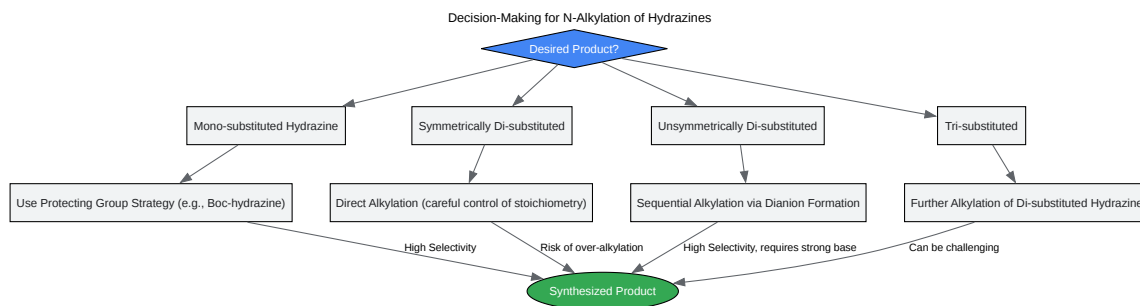 Decision-Making for N-Alkylation of Hydrazines
Desired Product?
Mono-substituted Hydrazine
Symmetrically Di-substituted
Unsymmetrically Di-substituted
Tri-substituted
Use Protecting Group Strategy (e.g., Boc-hydrazine)
Direct Alkylation (careful control of stoichiometry)
Sequential Alkylation via Dianion Formation
Further Alkylation of Di-substituted Hydrazine
High Selectivity
Risk of over-alkylation
High Selectivity, requires strong base
Can be challenging
Synthesized Product